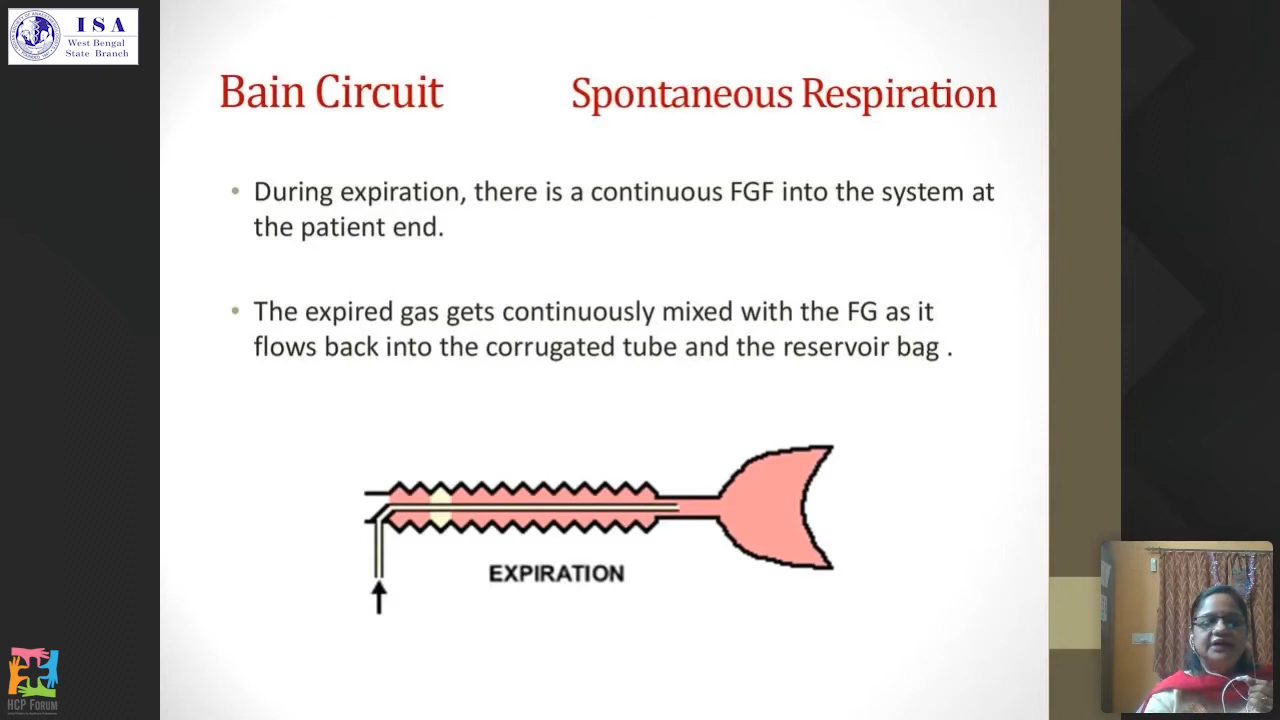 I S A
West Bengal
State Branch
Bain Circuit
Spontaneous Respiration
• During expiration, there is a continuous FGF into the system at
the patient end.
• The expired gas gets continuously mixed with the FG as it
flows back into the corrugated tube and the reservoir bag .
EXPIRATION
HCP FORUM